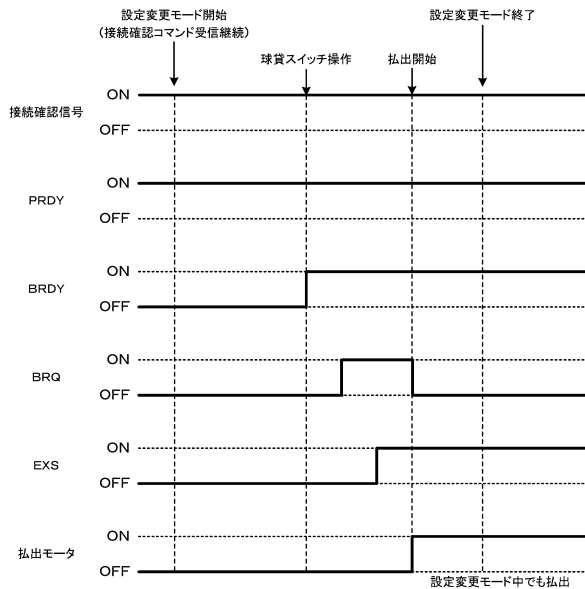 設定変更モード開始
(接続確認コマンド受信継続)
設定変更モード終了
球貸スイッチ操作
払出開始
接続確認信号
ON
OFF
PRDY
ON
OFF
BRDY
ON
OFF
BRQ
ON
OFF
EXS
ON
OFF
払出モータ
ON
OFF
設定変更モード中でも払出